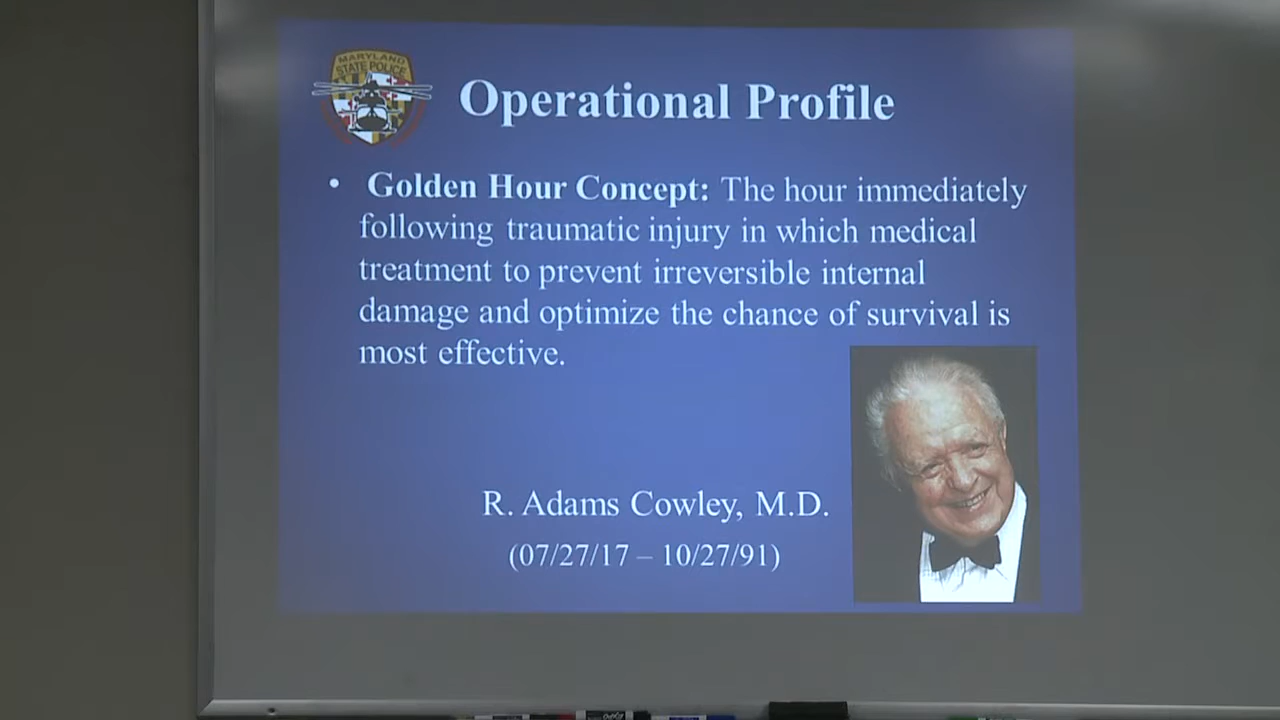 MARYLAND
STATE POLICE
Operational Profile
• Golden Hour Concept: The hour immediately
following traumatic injury in which medical
treatment to prevent irreversible internal
damage and optimize the chance of survival is
most effective.
R. Adams Cowley, M.D.
(07/27/17 – 10/27/91)